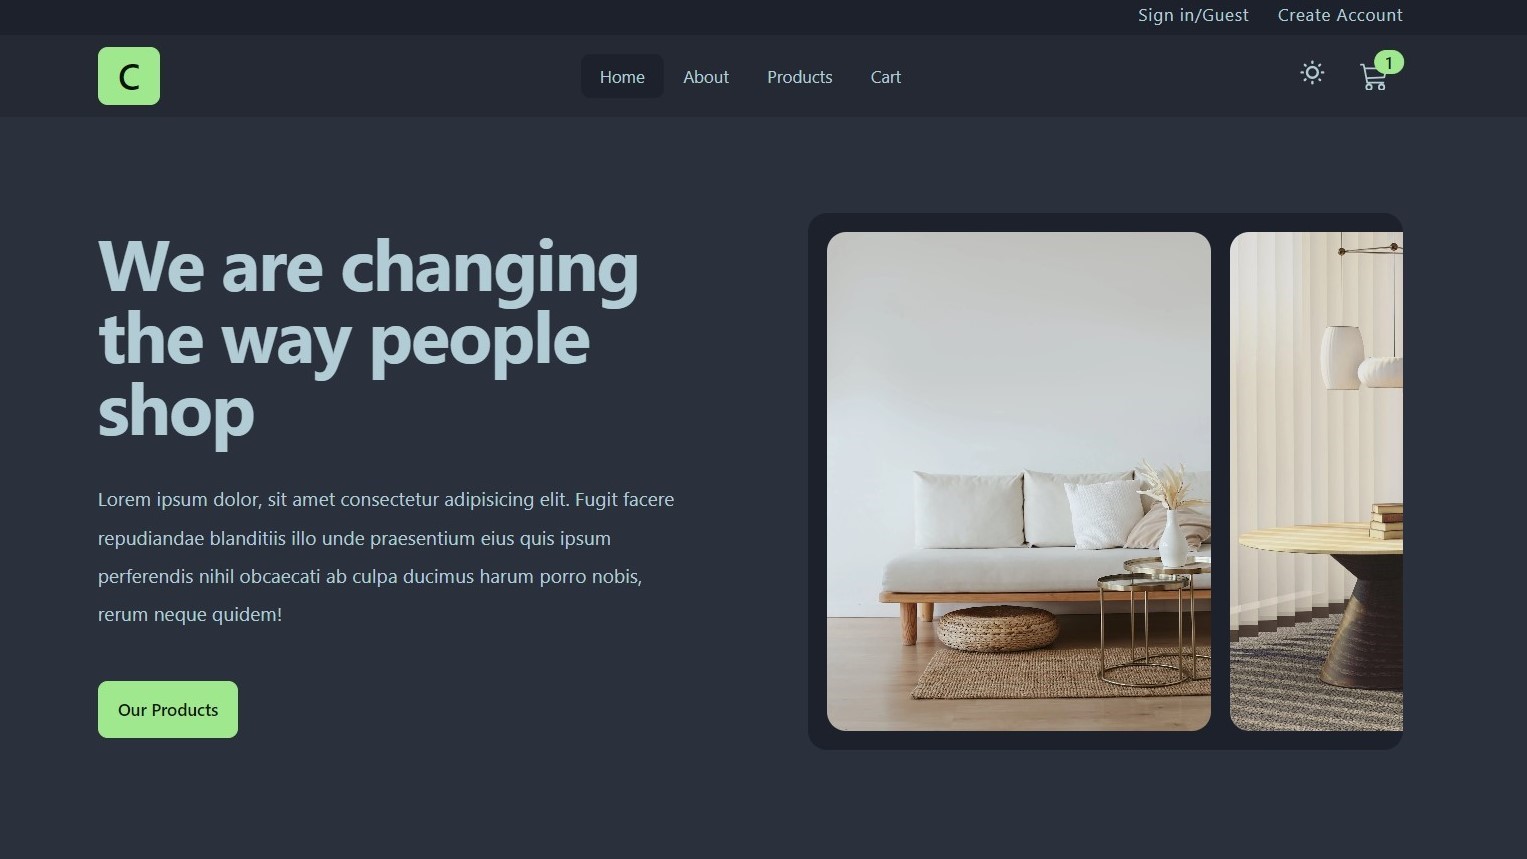 Sign in/Guest
Create Account
C
Home
About
Products
Cart
1
We are changing
the way people
shop
Lorem ipsum dolor, sit amet consectetur adipisicing elit. Fugit facere
repudiandae blanditiis illo unde praesentium eius quis ipsum
perferendis nihil obcaecati ab culpa ducimus harum porro nobis,
rerum neque quidem!
Our Products